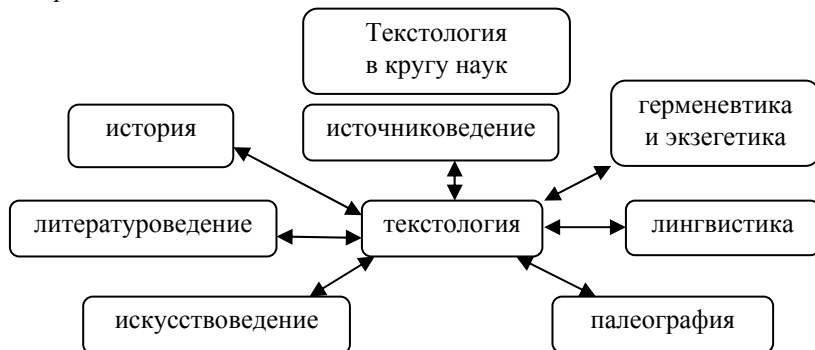 Текстология
в кругу наук
история
источниковедение
герменевтика
и экзегетика
литературоведение
текстология
лингвистика
искусствоведение
палеография